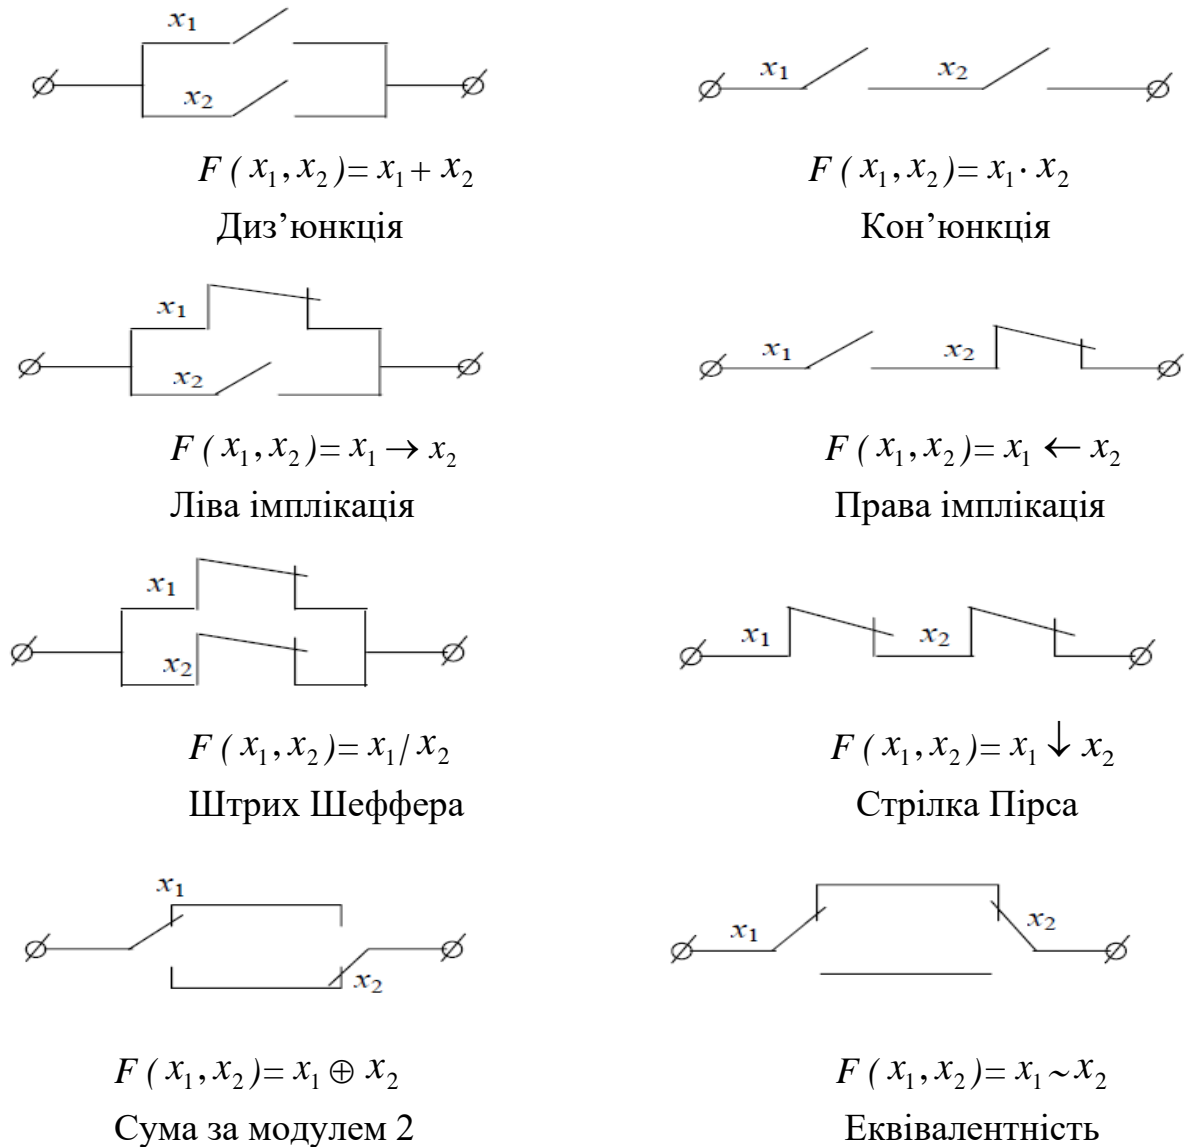 x₁
x₂
x₁ x₂
F ( x₁, x₂ )= x₁ + x₂
F ( x₁, x₂ )= x₁ · x₂
Диз’юнкція
Кон’юнкція
x₁
x₂
x₁ x₂
F ( x₁, x₂ )= x₁ → x₂
F ( x₁, x₂ )= x₁ ← x₂
Ліва імплікація
Права імплікація
x₁
x₂
x₁ x₂
F ( x₁, x₂ )= x₁ / x₂
F ( x₁, x₂ )= x₁ ↓ x₂
Штрих Шеффера
Стрілка Пірса
x₁
x₂
x₁ x₂
F ( x₁, x₂ )= x₁ ⊕ x₂
F ( x₁, x₂ )= x₁ ~ x₂
Сума за модулем 2
Еквівалентність